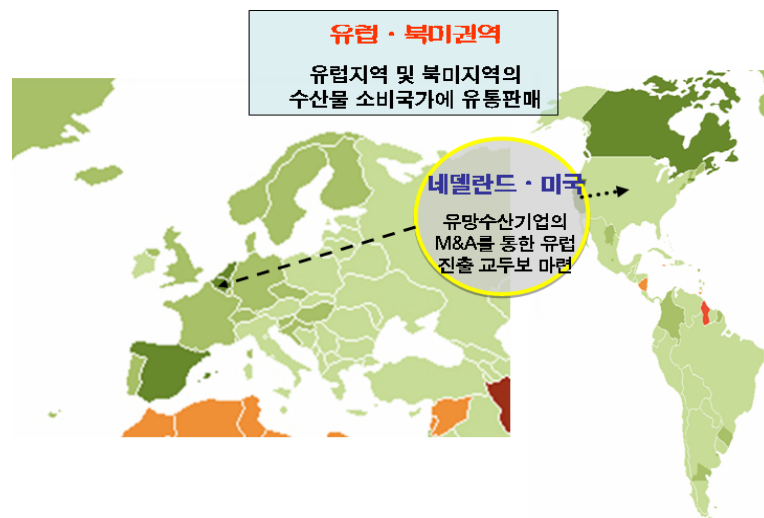 유럽 · 북미권역
유럽지역 및 북미지역의
수산물 소비국가에 유통판매
네델란드 · 미국
유망수산기업의
M&A를 통한 유럽
진출 교두보 마련